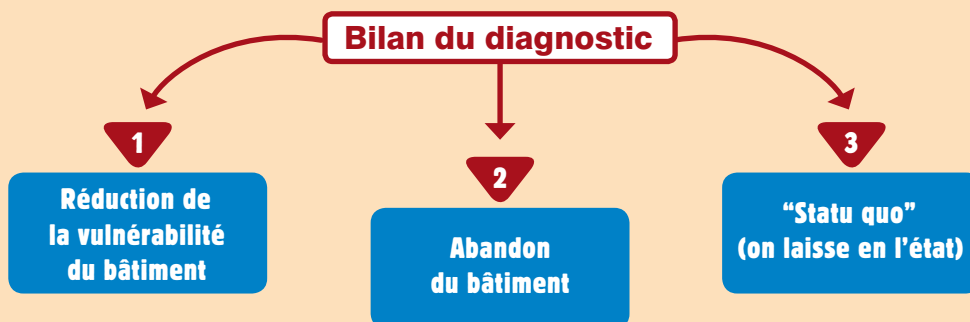 Bilan du diagnostic
1
Réduction de
la vulnérabilité
du bâtiment
2
Abandon
du bâtiment
3
“Statu quo”
(on laisse en l’état)